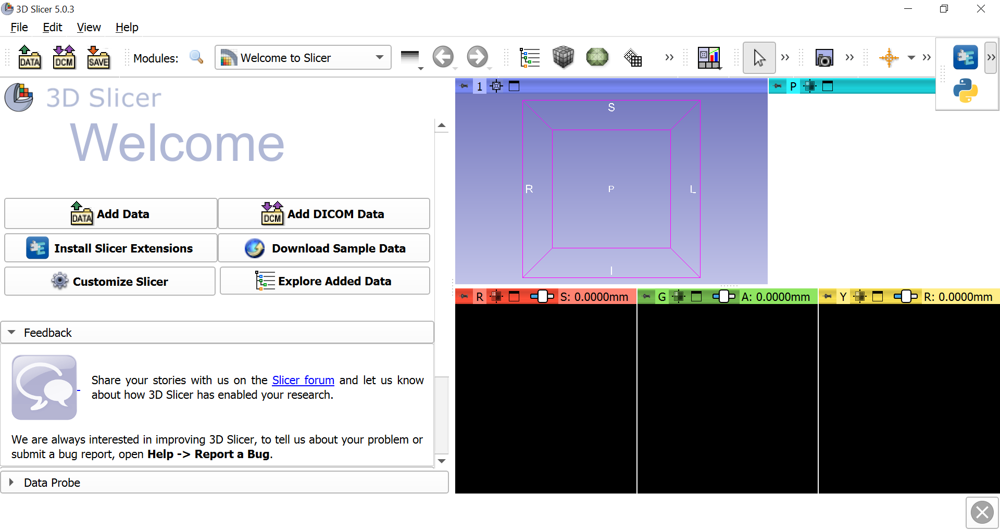 3D Slicer 5.0.3
File Edit View Help
DATA DCM SAVE Modules: Welcome to Slicer
3D Slicer
Welcome
DATA Add Data
DCM Add DICOM Data
Install Slicer Extensions
Download Sample Data
Customize Slicer
Explore Added Data
Feedback
Share your stories with us on the Slicer forum and let us know
about how 3D Slicer has enabled your research.
We are always interested in improving 3D Slicer, to tell us about your problem or
submit a bug report, open Help -> Report a Bug.
Data Probe
1
P
S
R P L
I
R S: 0.0000mm
G A: 0.0000mm
Y R: 0.0000mm